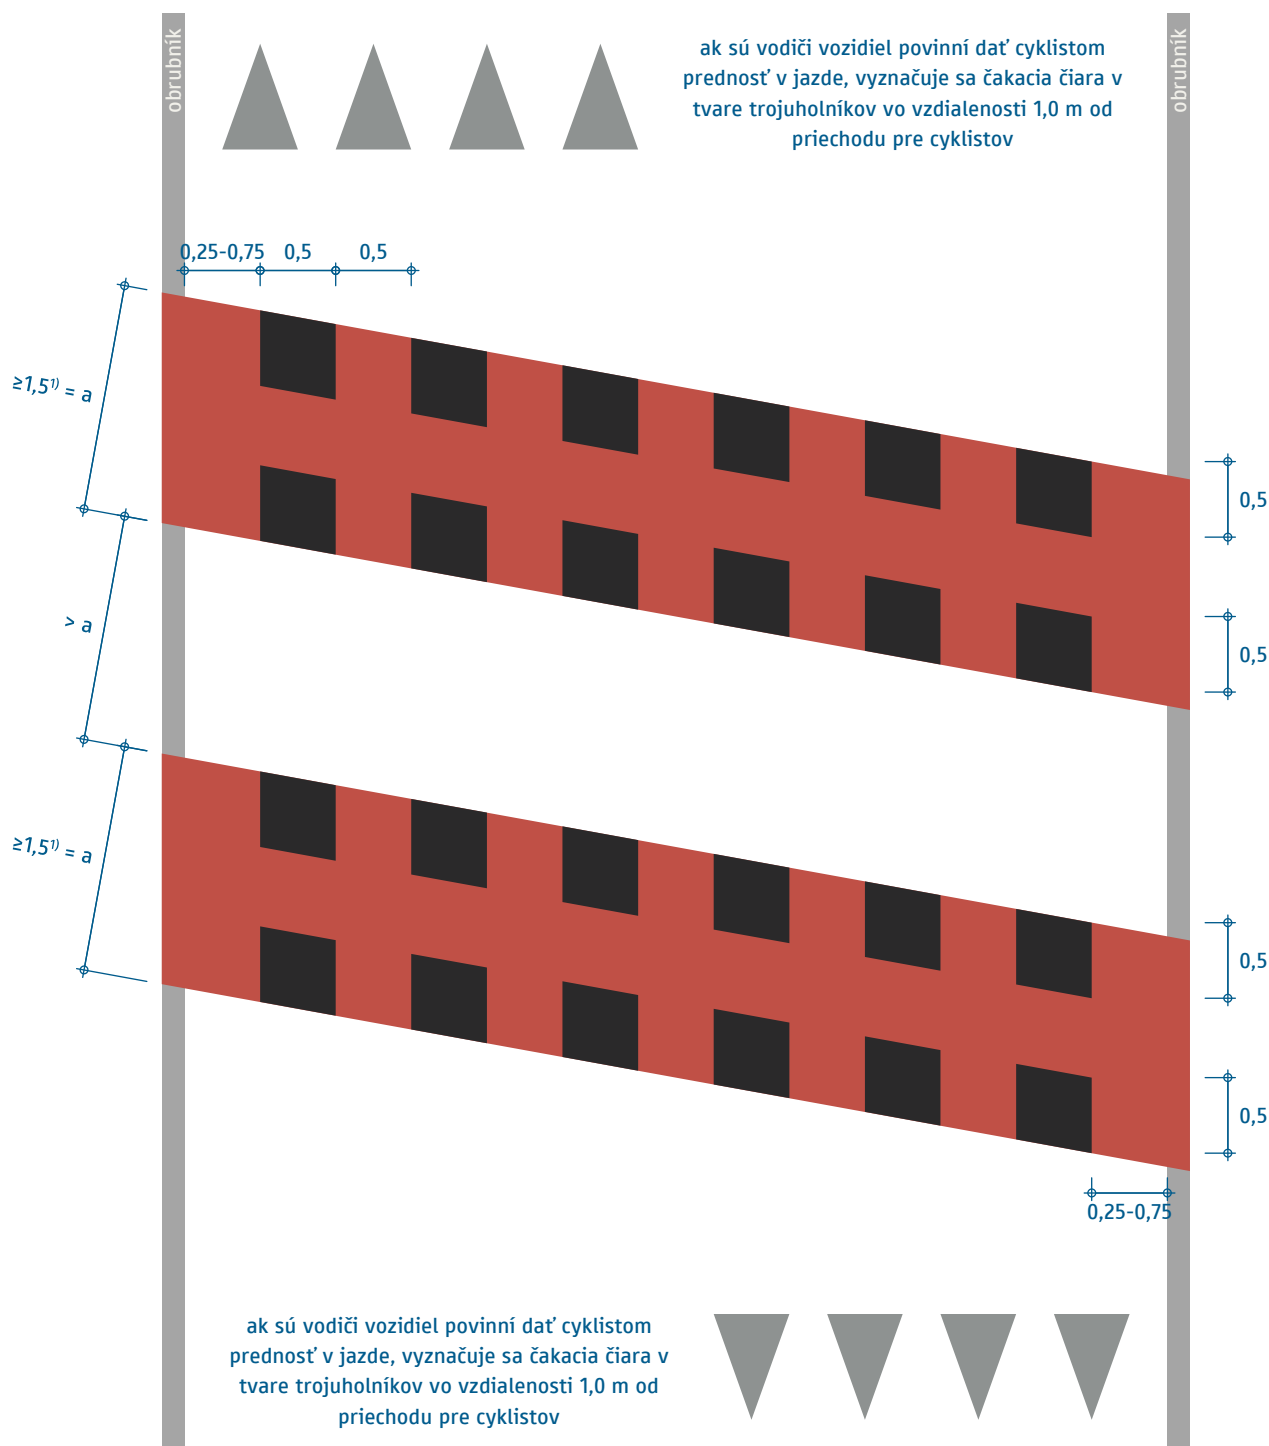 obrubník
obrubník
ak sú vodiči vozidiel povinní dať cyklistom
prednosť v jazde, vyznačuje sa čakacia čiara v
tvare trojuholníkov vo vzdialenosti 1,0 m od
priechodu pre cyklistov
0,25-0,75
0,5
0,5
≥1,5¹⁾ = a
0,5
> a
0,5
≥1,5¹⁾ = a
0,5
0,5
0,25-0,75
ak sú vodiči vozidiel povinní dať cyklistom
prednosť v jazde, vyznačuje sa čakacia čiara v
tvare trojuholníkov vo vzdialenosti 1,0 m od
priechodu pre cyklistov